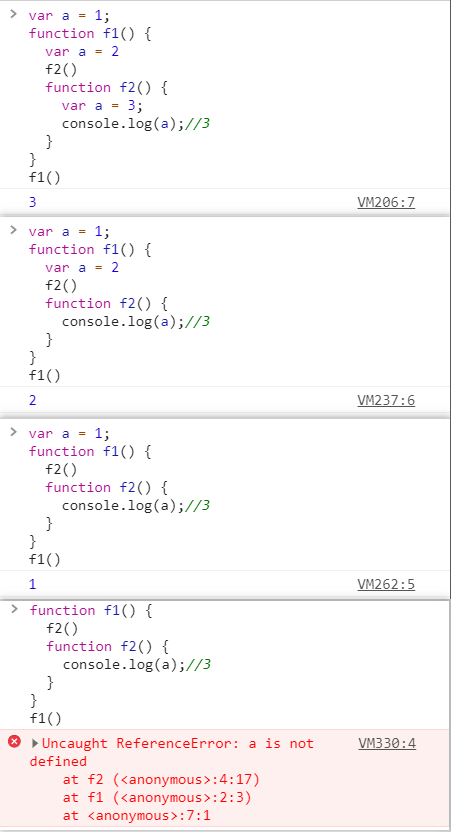 > var a = 1;
function f1() {
  var a = 2
  f2()
  function f2() {
    var a = 3;
    console.log(a);//3
  }
}
f1()
3 VM206:7
> var a = 1;
function f1() {
  var a = 2
  f2()
  function f2() {
    console.log(a);//3
  }
}
f1()
2 VM237:6
> var a = 1;
function f1() {
  f2()
  function f2() {
    console.log(a);//3
  }
}
f1()
1 VM262:5
> function f1() {
  f2()
  function f2() {
    console.log(a);//3
  }
}
f1()
Uncaught ReferenceError: a is not VM330:4
defined
    at f2 (<anonymous>:4:17)
    at f1 (<anonymous>:2:3)
    at <anonymous>:7:1